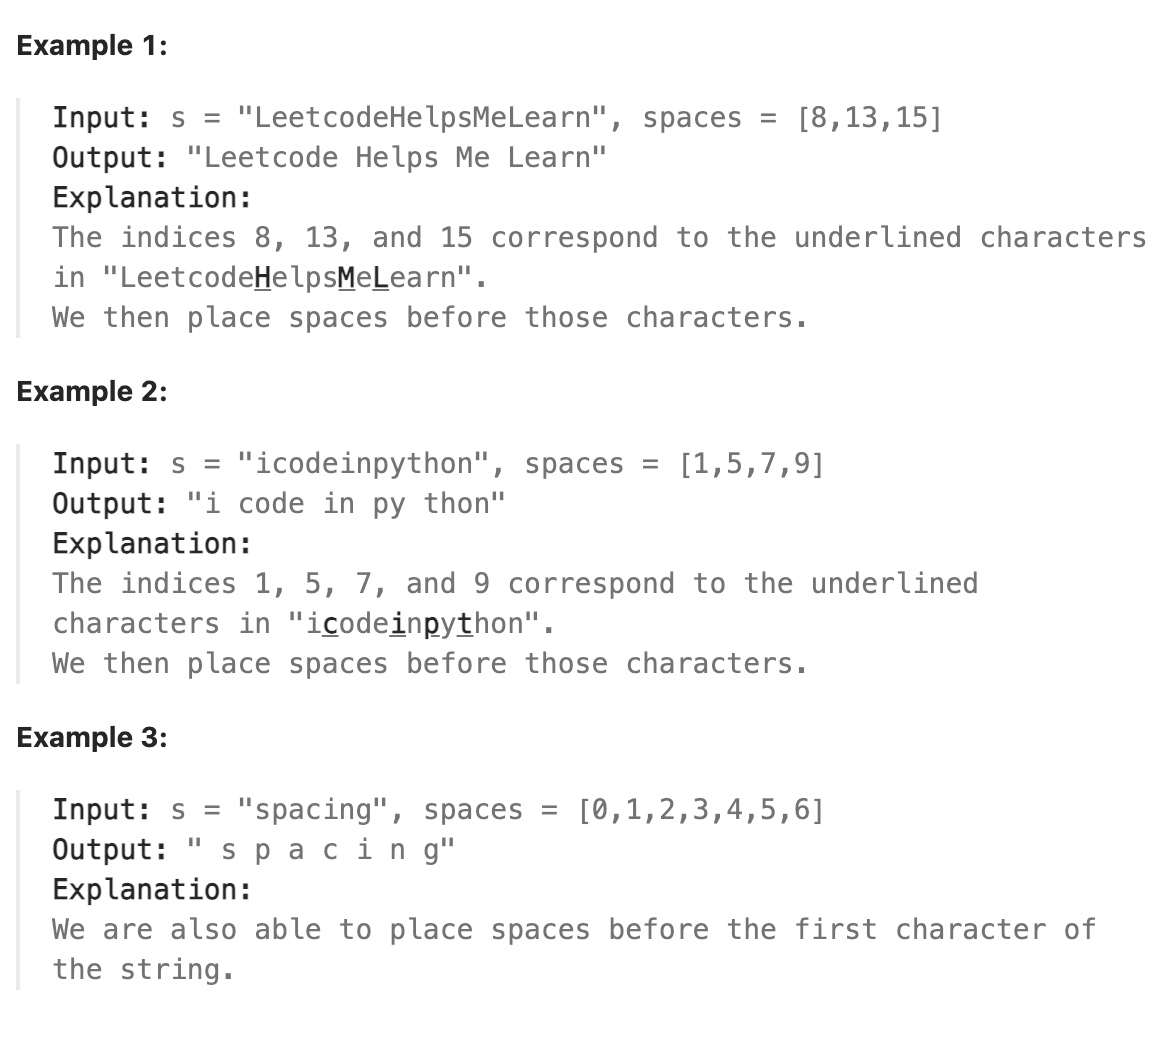 Example 1:
Input: s = "LeetcodeHelpsMeLearn", spaces = [8,13,15]
Output: "Leetcode Helps Me Learn"
Explanation:
The indices 8, 13, and 15 correspond to the underlined characters
in "LeetcodeHelpsMeLearn".
We then place spaces before those characters.
Example 2:
Input: s = "icodeinpython", spaces = [1,5,7,9]
Output: "i code in py thon"
Explanation:
The indices 1, 5, 7, and 9 correspond to the underlined
characters in "icodeinpython".
We then place spaces before those characters.
Example 3:
Input: s = "spacing", spaces = [0,1,2,3,4,5,6]
Output: " s p a c i n g"
Explanation:
We are also able to place spaces before the first character of
the string.